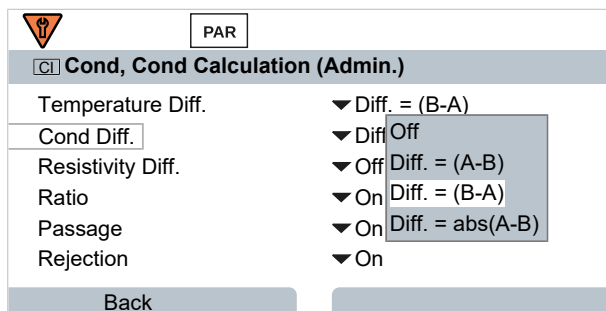 PAR
CI Cond, Cond Calculation (Admin.)
Temperature Diff. Diff. = (B-A)
Cond Diff. Diff
Off
Resistivity Diff. Off
Diff. = (A-B)
Ratio On
Diff. = (B-A)
Passage On
Diff. = abs(A-B)
Rejection On
Back